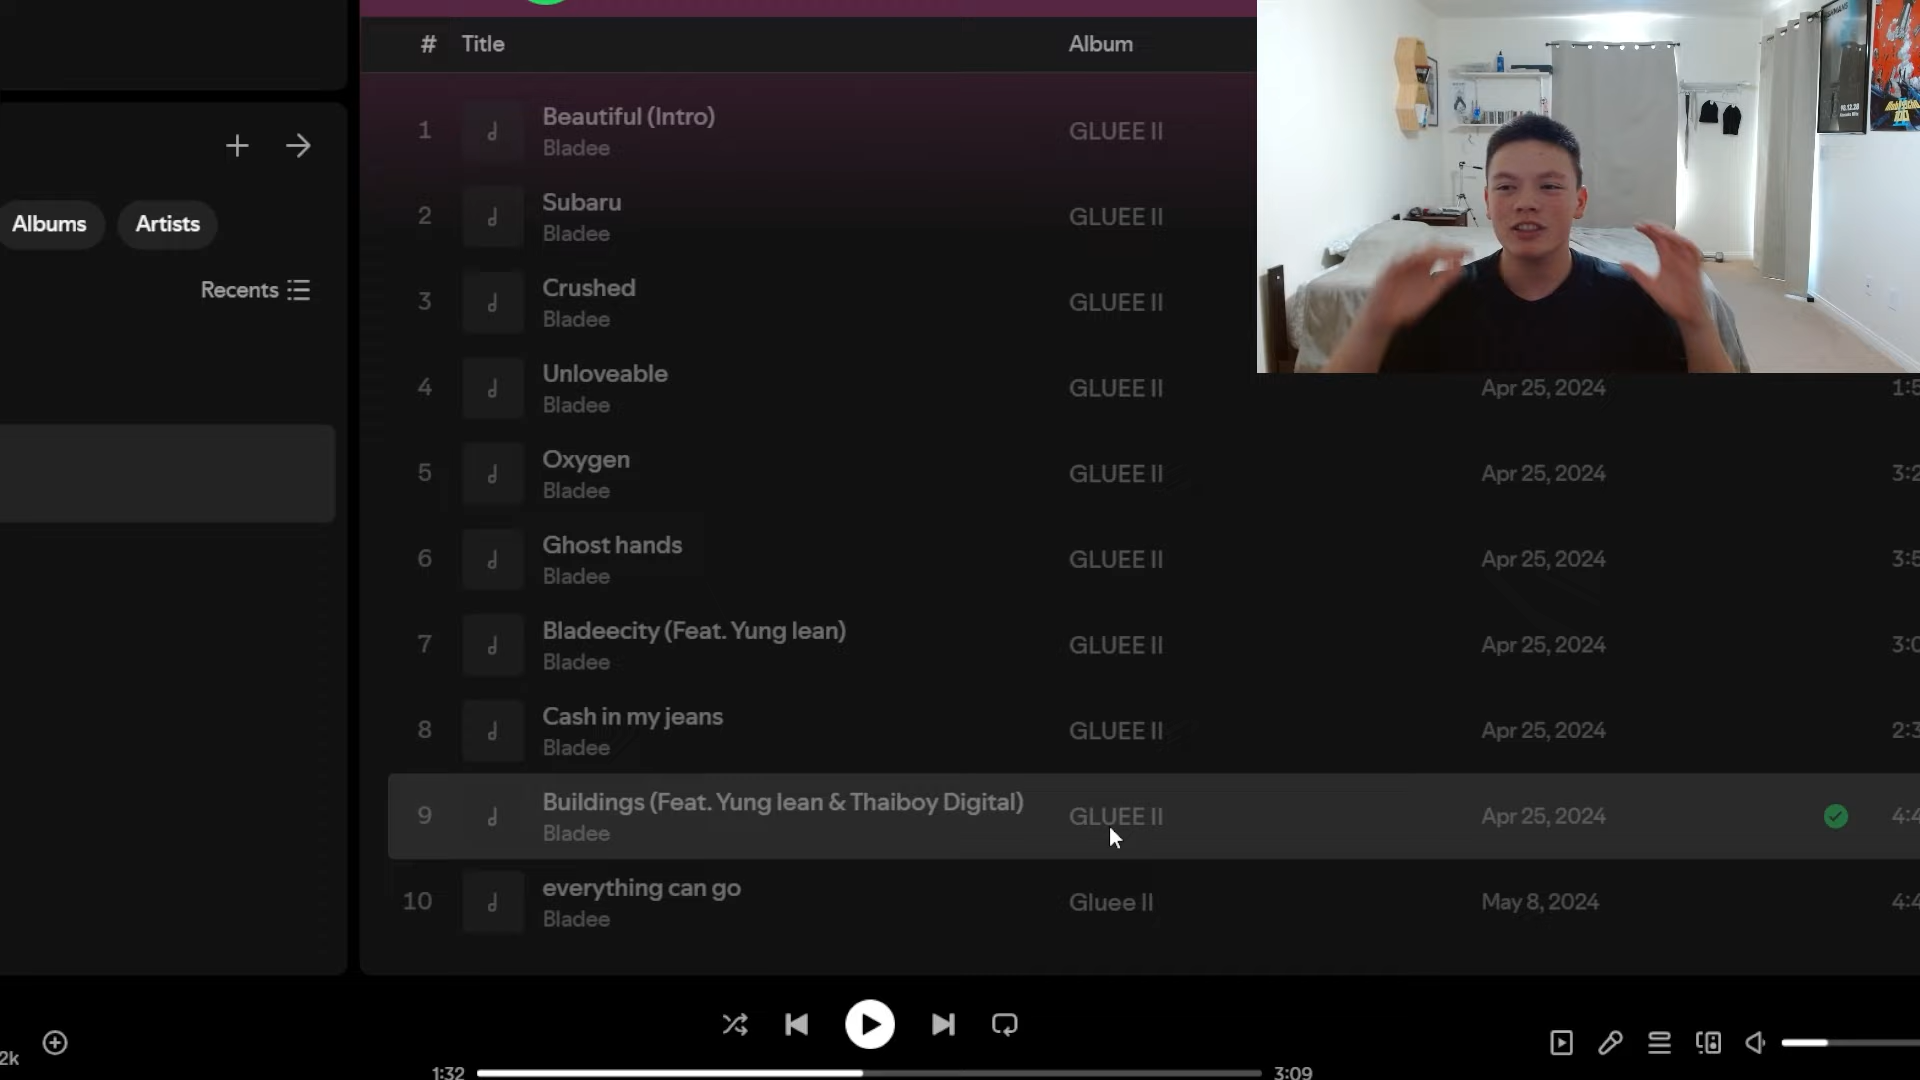 # Title Album
1 Beautiful (Intro) GLUEE II
Bladee
Albums Artists
2 Subaru GLUEE II
Bladee
Recents
3 Crushed GLUEE II
Bladee
4 Unloveable GLUEE II Apr 25, 2024
Bladee
5 Oxygen GLUEE II Apr 25, 2024
Bladee
6 Ghost hands GLUEE II Apr 25, 2024
Bladee
7 Bladeecity (Feat. Yung lean) GLUEE II Apr 25, 2024
Bladee
8 Cash in my jeans GLUEE II Apr 25, 2024
Bladee
9 Buildings (Feat. Yung lean & Thaiboy Digital) GLUEE II Apr 25, 2024
Bladee
10 everything can go Gluee II May 8, 2024
Bladee
2k
1:32 3:09